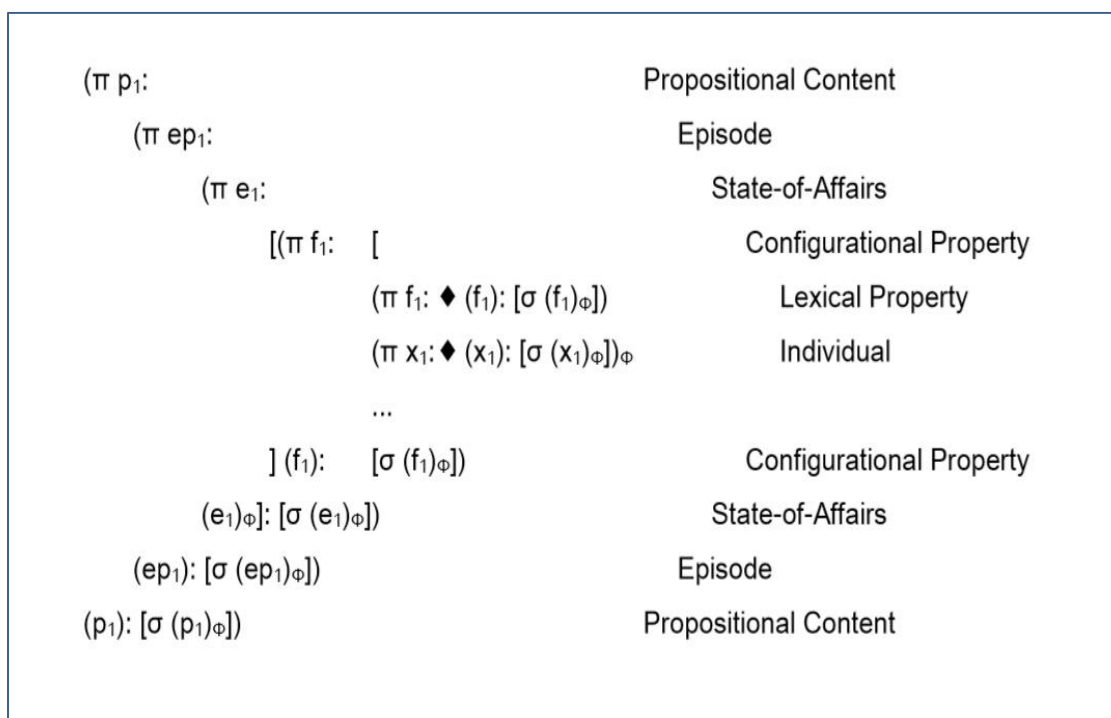 (π p₁: Propositional Content
(π ep₁: Episode
(π e₁: State-of-Affairs
[(π f₁: [ Configurational Property
(π f₁: ♦ (f₁): [σ (f₁)Φ]) Lexical Property
(π x₁: ♦ (x₁): [σ (x₁)Φ])Φ Individual
...
] (f₁): [σ (f₁)Φ]) Configurational Property
(e₁)Φ]: [σ (e₁)Φ]) State-of-Affairs
(ep₁): [σ (ep₁)Φ]) Episode
(p₁): [σ (p₁)Φ]) Propositional Content